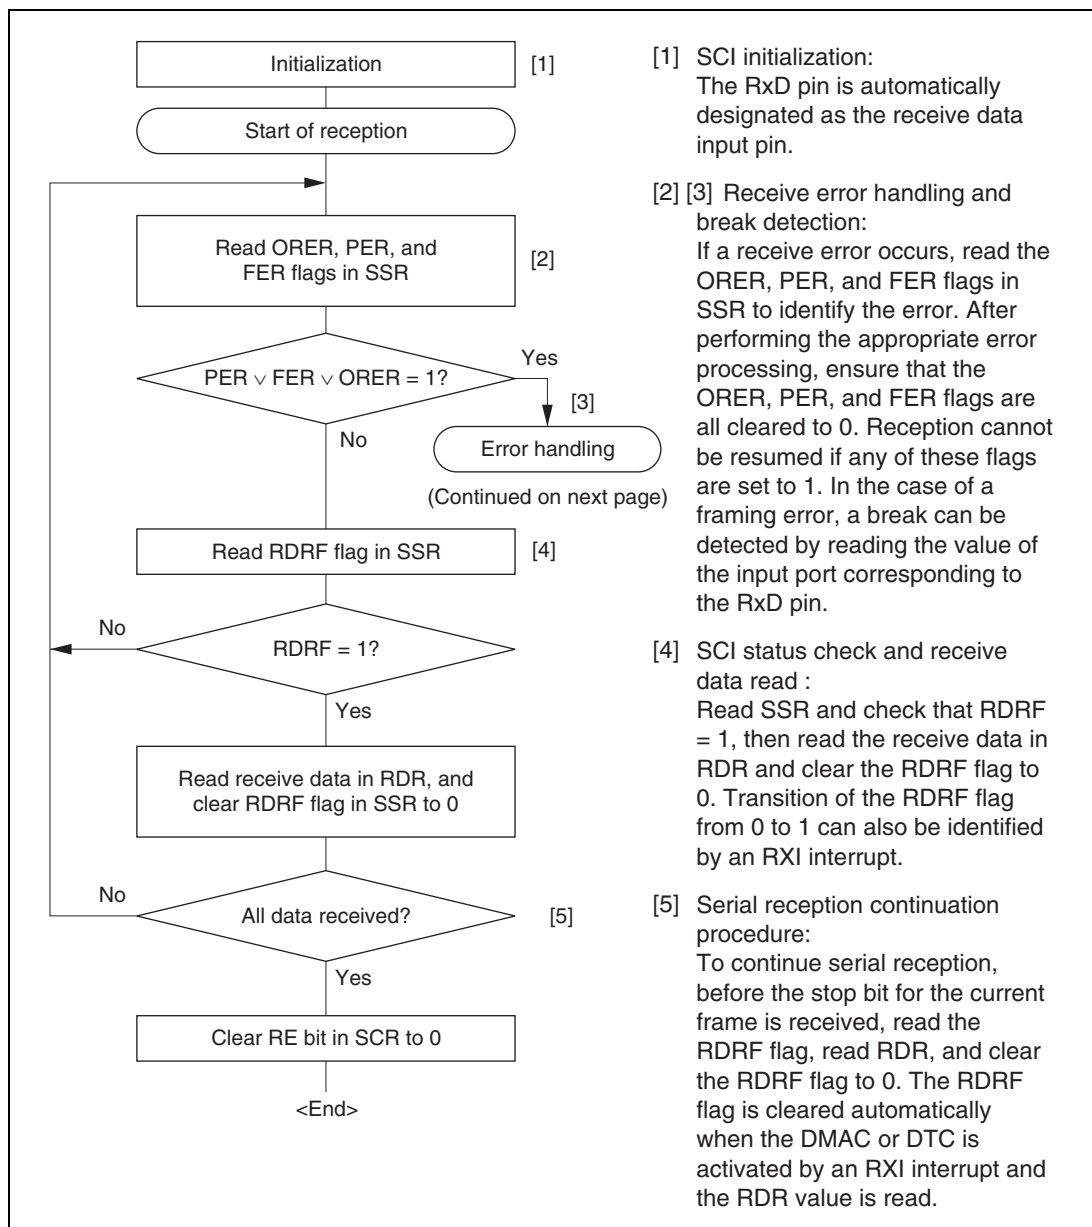 Initialization
[1]
Start of reception
Read ORER, PER, and
FER flags in SSR
[2]
PER ∨ FER ∨ ORER = 1?
Yes
[3]
No
Error handling
(Continued on next page)
Read RDRF flag in SSR
[4]
No
RDRF = 1?
Yes
Read receive data in RDR, and
clear RDRF flag in SSR to 0
No
All data received?
[5]
Yes
Clear RE bit in SCR to 0
<End>
[1] SCI initialization:
The RxD pin is automatically
designated as the receive data
input pin.
[2] [3] Receive error handling and
break detection:
If a receive error occurs, read the
ORER, PER, and FER flags in
SSR to identify the error. After
performing the appropriate error
processing, ensure that the
ORER, PER, and FER flags are
all cleared to 0. Reception cannot
be resumed if any of these flags
are set to 1. In the case of a
framing error, a break can be
detected by reading the value of
the input port corresponding to
the RxD pin.
[4] SCI status check and receive
data read :
Read SSR and check that RDRF
= 1, then read the receive data in
RDR and clear the RDRF flag to
0. Transition of the RDRF flag
from 0 to 1 can also be identified
by an RXI interrupt.
[5] Serial reception continuation
procedure:
To continue serial reception,
before the stop bit for the current
frame is received, read the
RDRF flag, read RDR, and clear
the RDRF flag to 0. The RDRF
flag is cleared automatically
when the DMAC or DTC is
activated by an RXI interrupt and
the RDR value is read.